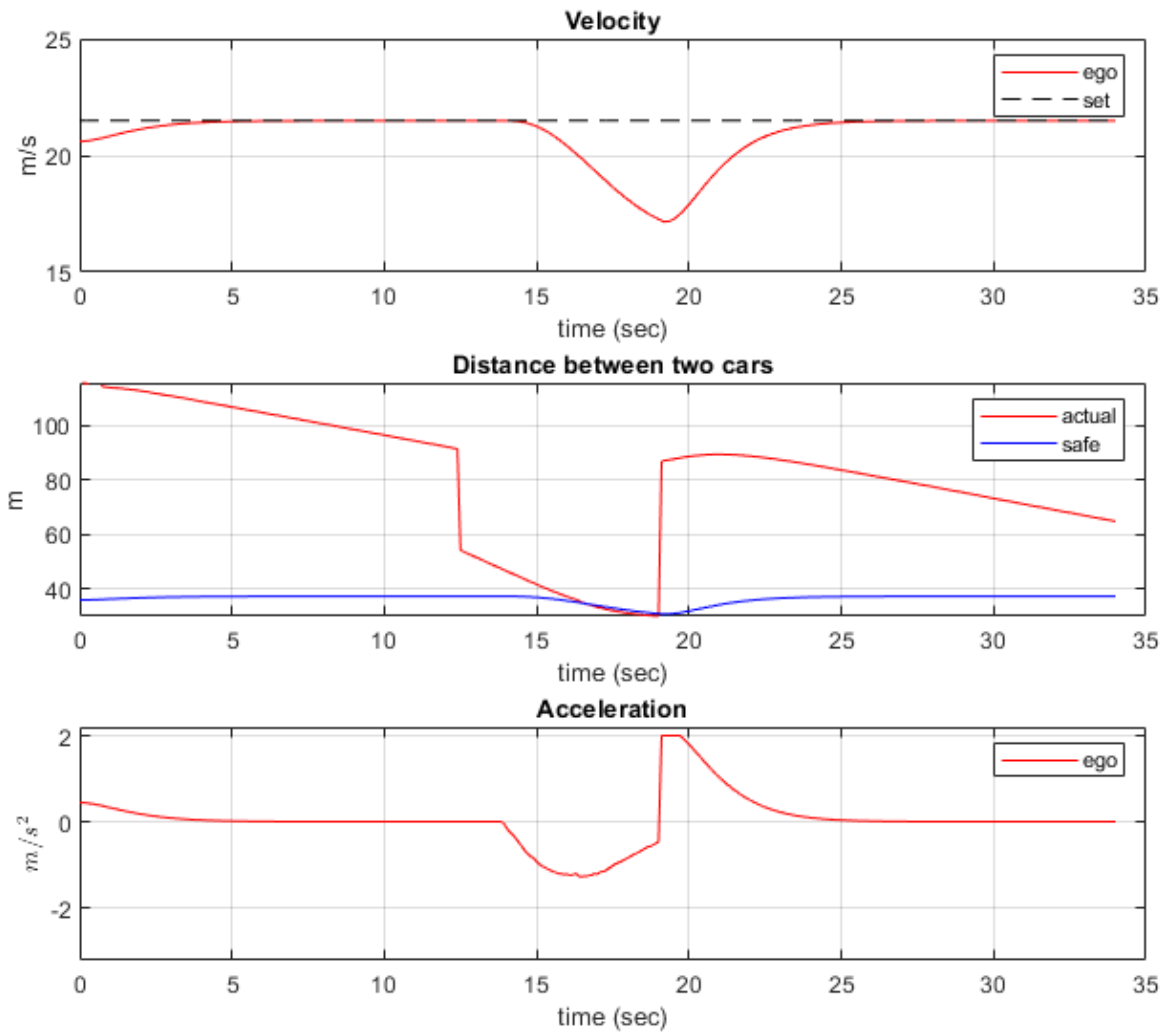 Velocity
25
20
15
m/s
ego
set
0 5 10 15 20 25 30 35
time (sec)
Distance between two cars
100
80
60
40
m
actual
safe
0 5 10 15 20 25 30 35
time (sec)
Acceleration
2
0
-2
m/s²
ego
0 5 10 15 20 25 30 35
time (sec)